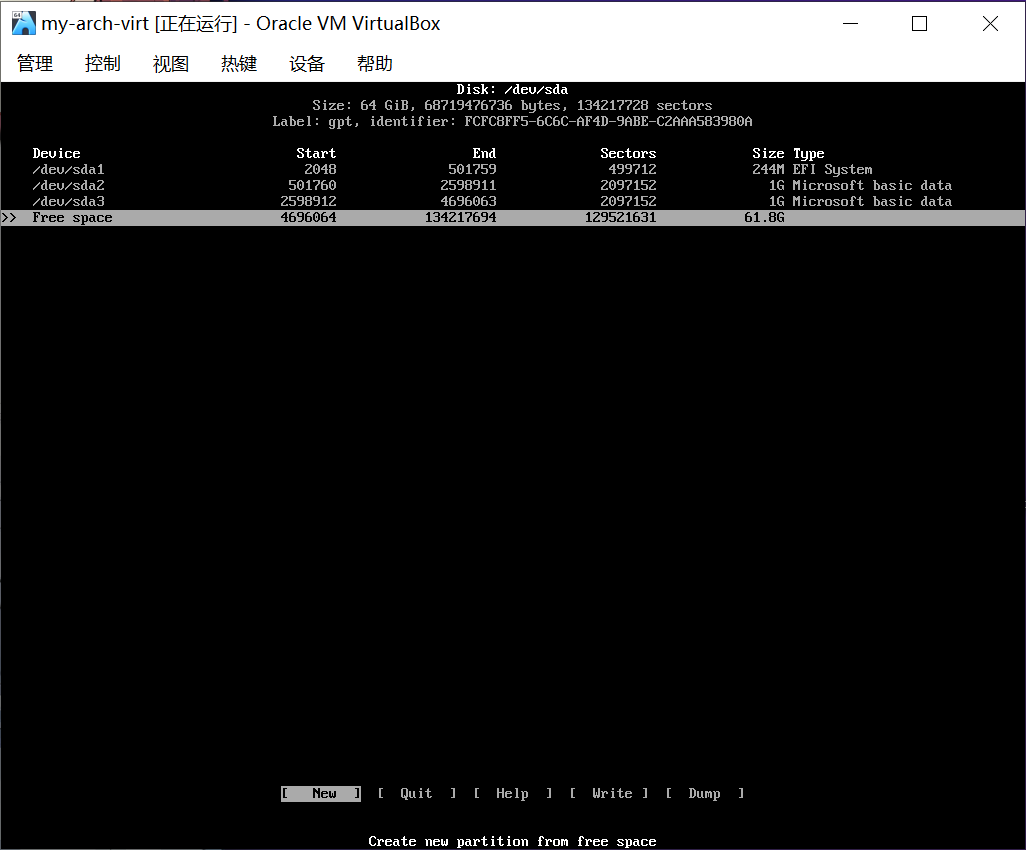 my-arch-virt [正在运行] - Oracle VM VirtualBox
管理 控制 视图 热键 设备 帮助
Disk: /dev/sda
Size: 64 GiB, 68719476736 bytes, 134217728 sectors
Label: gpt, identifier: FCFC8FF5-6C6C-AF4D-9ABE-C2AAA583980A
Device Start End Sectors Size Type
/dev/sda1 2048 501759 499712 244M EFI System
/dev/sda2 501760 2598911 2097152 1G Microsoft basic data
/dev/sda3 2598912 4696063 2097152 1G Microsoft basic data
>> Free space 4696064 134217694 129521631 61.8G
[ New ] [ Quit ] [ Help ] [ Write ] [ Dump ]
Create new partition from free space